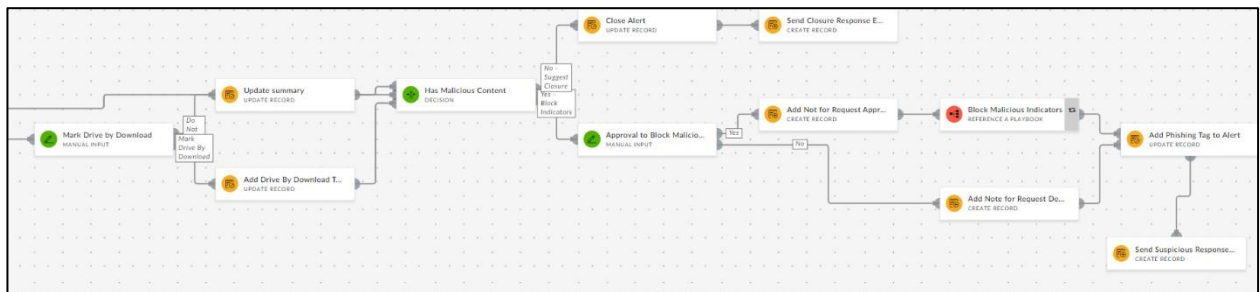 Close Alert
UPDATE RECORD
Send Closure Response E...
CREATE RECORD
No -
Suggest
Closure
Update summary
UPDATE RECORD
Has Malicious Content
DECISION
Yes -
Block
Indicators
Add Not for Request Appr...
CREATE RECORD
Block Malicious Indicators
REFERENCE A PLAYBOOK
Do
Not
Mark
Drive By
Download
Mark Drive by Download
MANUAL INPUT
Approval to Block Malicio...
MANUAL INPUT
Yes
No
Add Phishing Tag to Alert
UPDATE RECORD
Add Drive By Download T...
UPDATE RECORD
Add Note for Request De...
CREATE RECORD
Send Suspicious Response...
CREATE RECORD